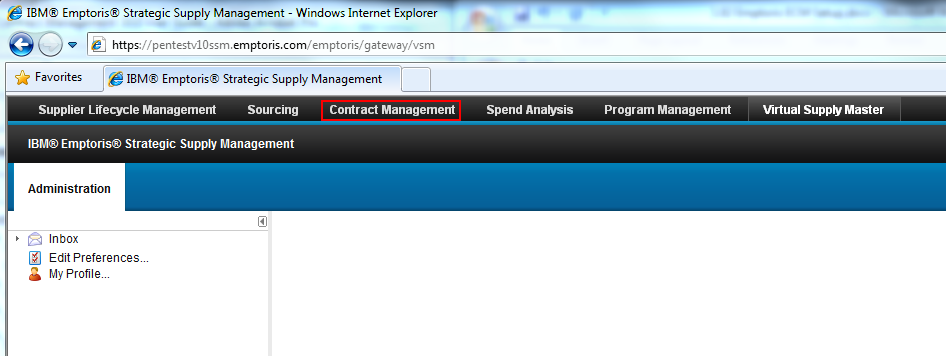 IBM® Emptoris® Strategic Supply Management - Windows Internet Explorer
https://pentestv10ssm.emptoris.com/emptoris/gateway/vsm
Favorites IBM® Emptoris® Strategic Supply Management
Supplier Lifecycle Management Sourcing Contract Management Spend Analysis Program Management Virtual Supply Master
IBM® Emptoris® Strategic Supply Management
Administration
Inbox
Edit Preferences...
My Profile...